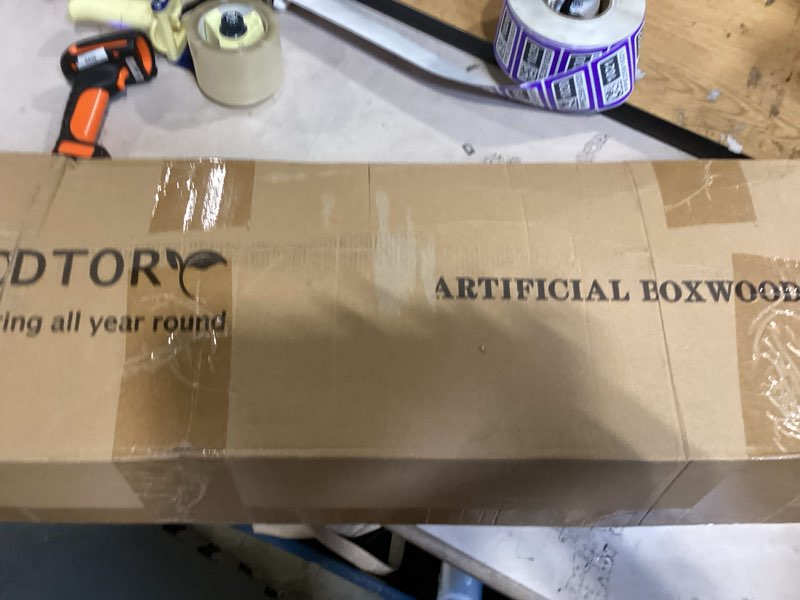 CDTORY
ring all year round
ARTIFICIAL BOXWOOD